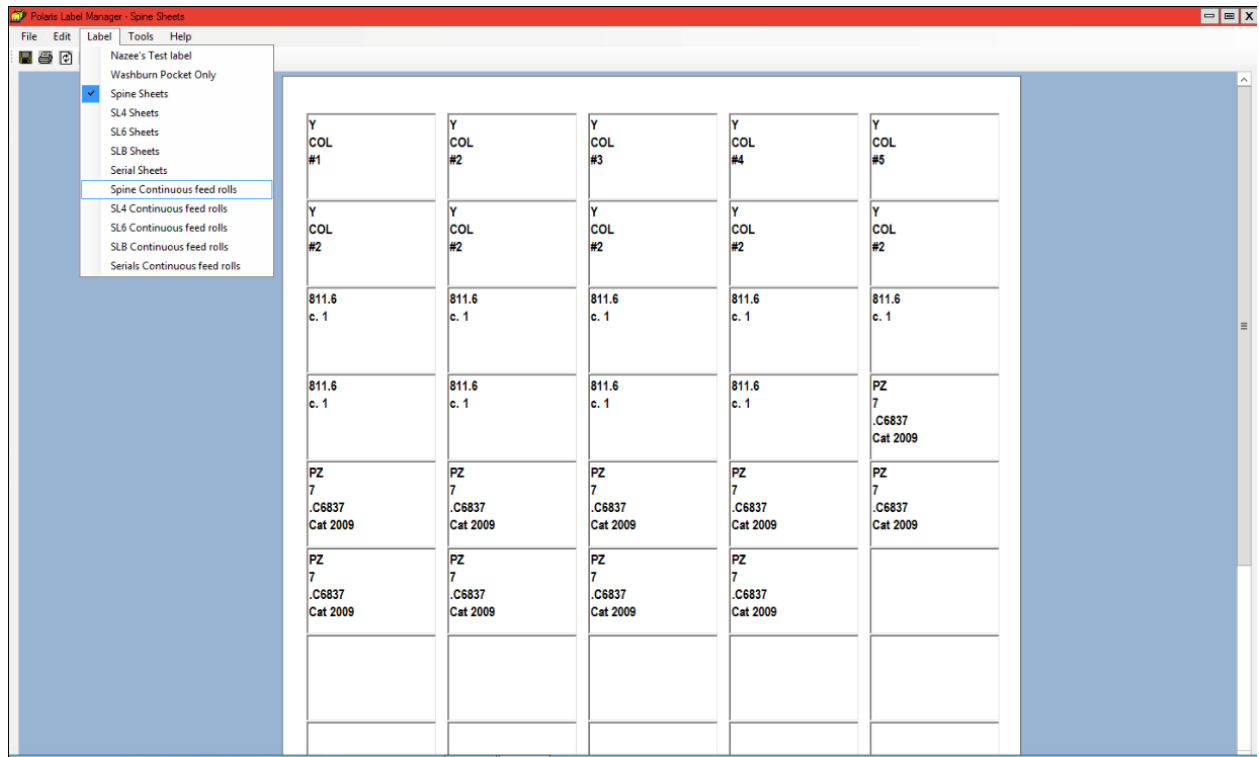 Polaris Label Manager - Spine Sheets
File Edit Label Tools Help
Nazee's Test label
Washburn Pocket Only
Spine Sheets
SL4 Sheets
SL6 Sheets
SLB Sheets
Serial Sheets
Spine Continuous feed rolls
SL4 Continuous feed rolls
SL6 Continuous feed rolls
SLB Continuous feed rolls
Serials Continuous feed rolls
Y Y Y Y Y
COL COL COL COL COL
#1 #2 #3 #4 #5
Y Y Y Y Y
COL COL COL COL COL
#2 #2 #2 #2 #2
811.6 811.6 811.6 811.6 811.6
c. 1 c. 1 c. 1 c. 1 c. 1
811.6 811.6 811.6 811.6 PZ
c. 1 c. 1 c. 1 c. 1 7
.C6837
Cat 2009
PZ PZ PZ PZ PZ
7 7 7 7 7
.C6837 .C6837 .C6837 .C6837 .C6837
Cat 2009 Cat 2009 Cat 2009 Cat 2009 Cat 2009
PZ PZ PZ PZ
7 7 7 7
.C6837 .C6837 .C6837 .C6837
Cat 2009 Cat 2009 Cat 2009 Cat 2009